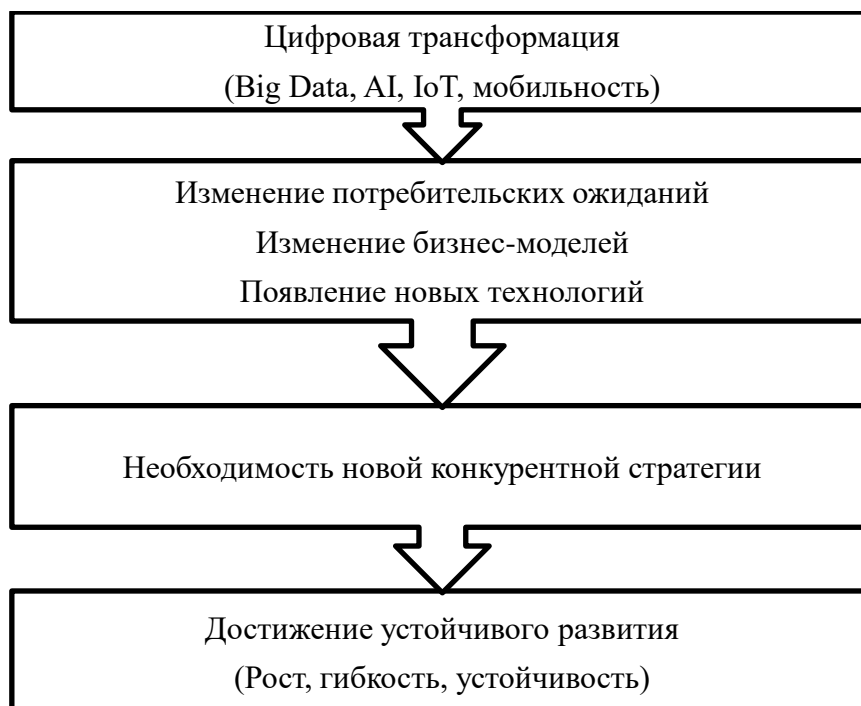 Цифровая трансформация
(Big Data, AI, IoT, мобильность)
Изменение потребительских ожиданий
Изменение бизнес-моделей
Появление новых технологий
Необходимость новой конкурентной стратегии
Достижение устойчивого развития
(Рост, гибкость, устойчивость)